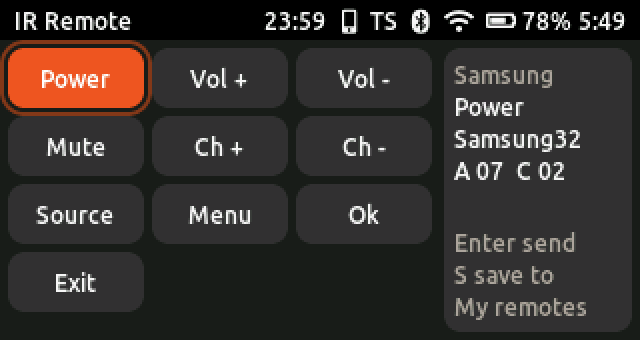 IR Remote 23:59 TS 78% 5:49
Power Vol + Vol -
Mute Ch + Ch -
Source Menu Ok
Exit
Samsung
Power
Samsung32
A 07 C 02
Enter send
S save to
My remotes